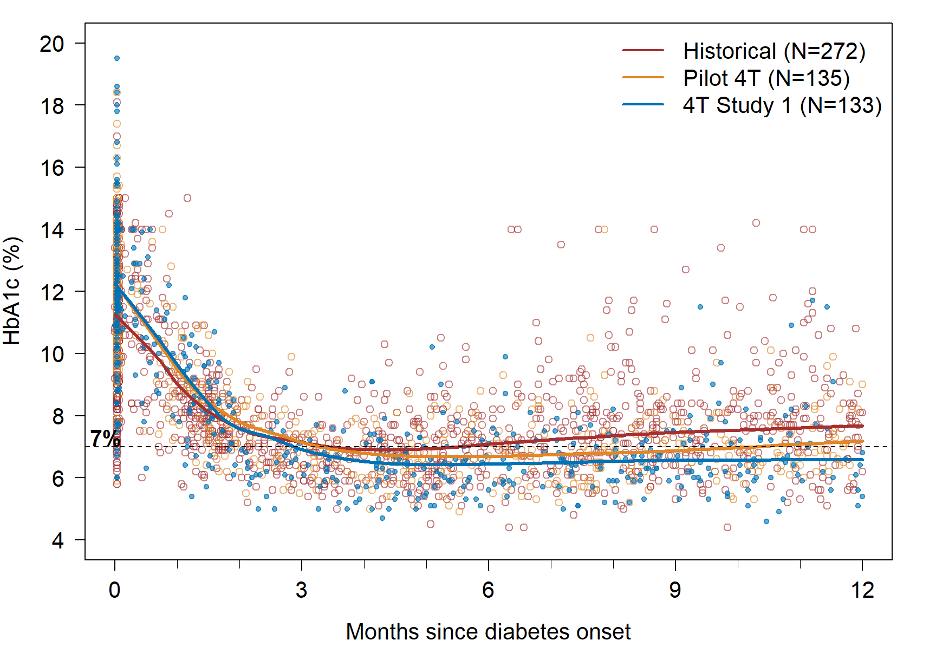 20
18
16
14
12
10
8
6
4
HbA1c (%)
Historical (N=272)
Pilot 4T (N=135)
4T Study 1 (N=133)
7%
0 3 6 9 12
Months since diabetes onset